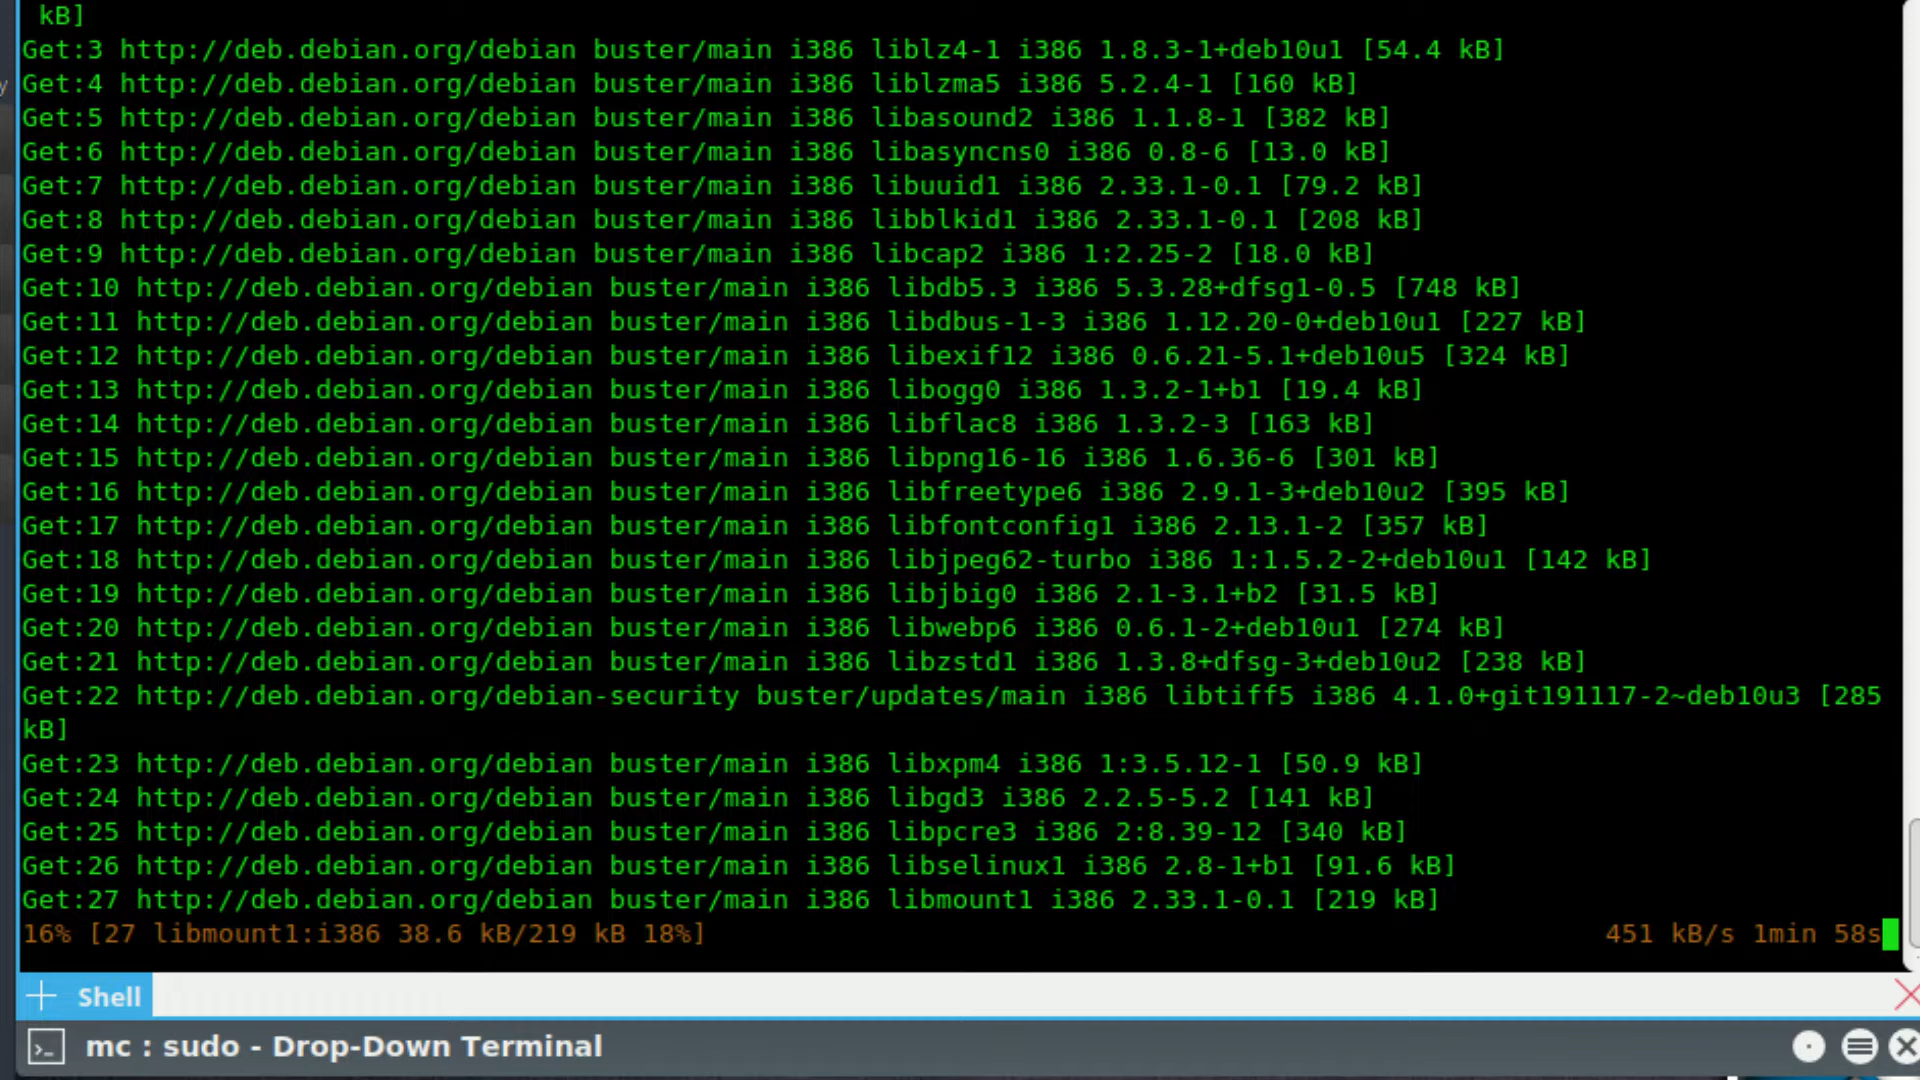 kB]
Get:3 http://deb.debian.org/debian buster/main i386 liblz4-1 i386 1.8.3-1+deb10u1 [54.4 kB]
Get:4 http://deb.debian.org/debian buster/main i386 liblzma5 i386 5.2.4-1 [160 kB]
Get:5 http://deb.debian.org/debian buster/main i386 libasound2 i386 1.1.8-1 [382 kB]
Get:6 http://deb.debian.org/debian buster/main i386 libasyncns0 i386 0.8-6 [13.0 kB]
Get:7 http://deb.debian.org/debian buster/main i386 libuuid1 i386 2.33.1-0.1 [79.2 kB]
Get:8 http://deb.debian.org/debian buster/main i386 libblkid1 i386 2.33.1-0.1 [208 kB]
Get:9 http://deb.debian.org/debian buster/main i386 libcap2 i386 1:2.25-2 [18.0 kB]
Get:10 http://deb.debian.org/debian buster/main i386 libdb5.3 i386 5.3.28+dfsg1-0.5 [748 kB]
Get:11 http://deb.debian.org/debian buster/main i386 libdbus-1-3 i386 1.12.20-0+deb10u1 [227 kB]
Get:12 http://deb.debian.org/debian buster/main i386 libexif12 i386 0.6.21-5.1+deb10u5 [324 kB]
Get:13 http://deb.debian.org/debian buster/main i386 libogg0 i386 1.3.2-1+b1 [19.4 kB]
Get:14 http://deb.debian.org/debian buster/main i386 libflac8 i386 1.3.2-3 [163 kB]
Get:15 http://deb.debian.org/debian buster/main i386 libpng16-16 i386 1.6.36-6 [301 kB]
Get:16 http://deb.debian.org/debian buster/main i386 libfreetype6 i386 2.9.1-3+deb10u2 [395 kB]
Get:17 http://deb.debian.org/debian buster/main i386 libfontconfig1 i386 2.13.1-2 [357 kB]
Get:18 http://deb.debian.org/debian buster/main i386 libjpeg62-turbo i386 1:1.5.2-2+deb10u1 [142 kB]
Get:19 http://deb.debian.org/debian buster/main i386 libjbig0 i386 2.1-3.1+b2 [31.5 kB]
Get:20 http://deb.debian.org/debian buster/main i386 libwebp6 i386 0.6.1-2+deb10u1 [274 kB]
Get:21 http://deb.debian.org/debian buster/main i386 libzstd1 i386 1.3.8+dfsg-3+deb10u2 [238 kB]
Get:22 http://deb.debian.org/debian-security buster/updates/main i386 libtiff5 i386 4.1.0+git191117-2~deb10u3 [285
kB]
Get:23 http://deb.debian.org/debian buster/main i386 libxpm4 i386 1:3.5.12-1 [50.9 kB]
Get:24 http://deb.debian.org/debian buster/main i386 libgd3 i386 2.2.5-5.2 [141 kB]
Get:25 http://deb.debian.org/debian buster/main i386 libpcre3 i386 2:8.39-12 [340 kB]
Get:26 http://deb.debian.org/debian buster/main i386 libselinux1 i386 2.8-1+b1 [91.6 kB]
Get:27 http://deb.debian.org/debian buster/main i386 libmount1 i386 2.33.1-0.1 [219 kB]
16% [27 libmount1:i386 38.6 kB/219 kB 18%] 451 kB/s 1min 58s
Shell
mc : sudo - Drop-Down Terminal